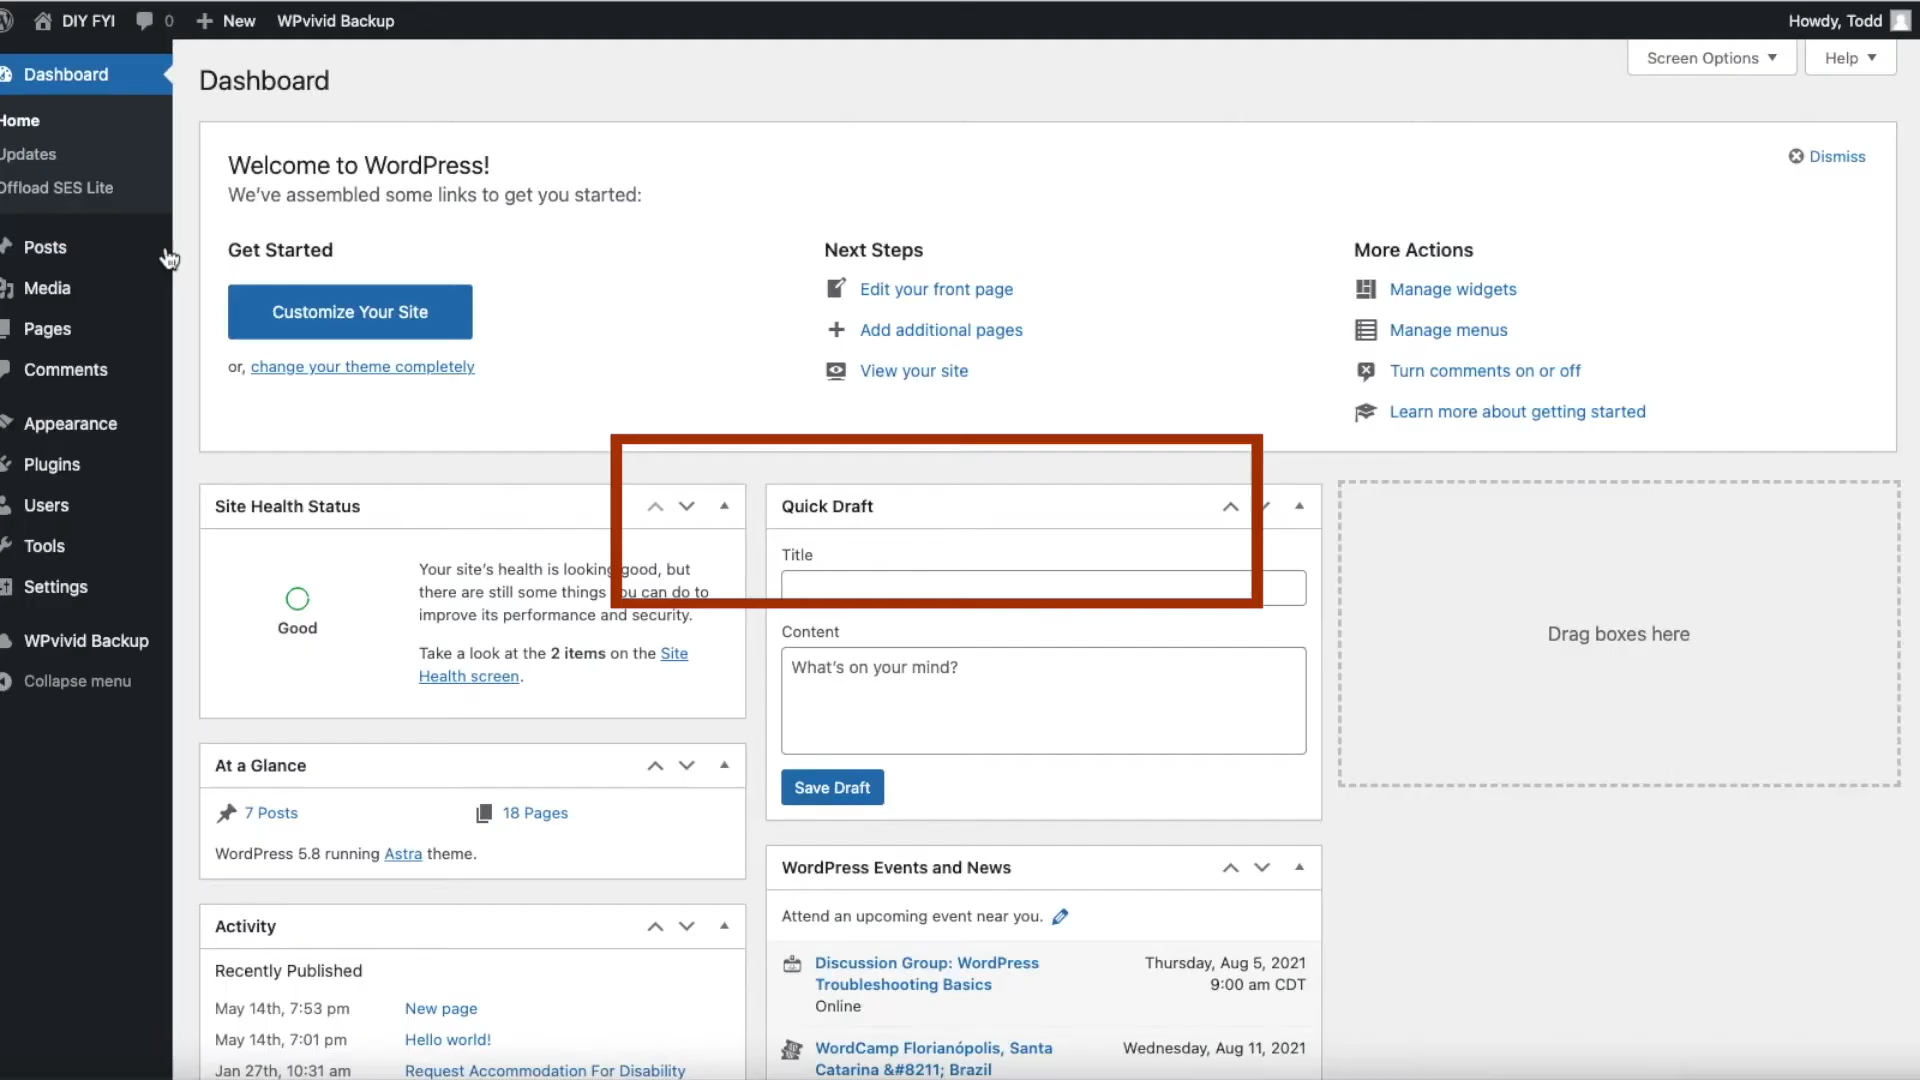 DIY FYI
0
New
WPvivid Backup
Howdy, Todd
Dashboard
Home
Updates
Offload SES Lite
Posts
Media
Pages
Comments
Appearance
Plugins
Users
Tools
Settings
WPvivid Backup
Collapse menu
Dashboard
Screen Options
Help
Welcome to WordPress!
We've assembled some links to get you started:
Dismiss
Get Started
Customize Your Site
or, change your theme completely
Next Steps
Edit your front page
Add additional pages
View your site
More Actions
Manage widgets
Manage menus
Turn comments on or off
Learn more about getting started
Site Health Status
Good
Your site's health is looking good, but
there are still some things you can do to
improve its performance and security.
Take a look at the 2 items on the Site
Health screen.
At a Glance
7 Posts
18 Pages
WordPress 5.8 running Astra theme.
Activity
Recently Published
May 14th, 7:53 pm
New page
May 14th, 7:01 pm
Hello world!
Jan 27th, 10:31 am
Request Accommodation For Disability
Quick Draft
Title
Content
What's on your mind?
Save Draft
WordPress Events and News
Attend an upcoming event near you.
Discussion Group: WordPress
Troubleshooting Basics
Online
Thursday, Aug 5, 2021
9:00 am CDT
WordCamp Florianópolis, Santa
Catarina &#8211; Brazil
Wednesday, Aug 11, 2021
Drag boxes here